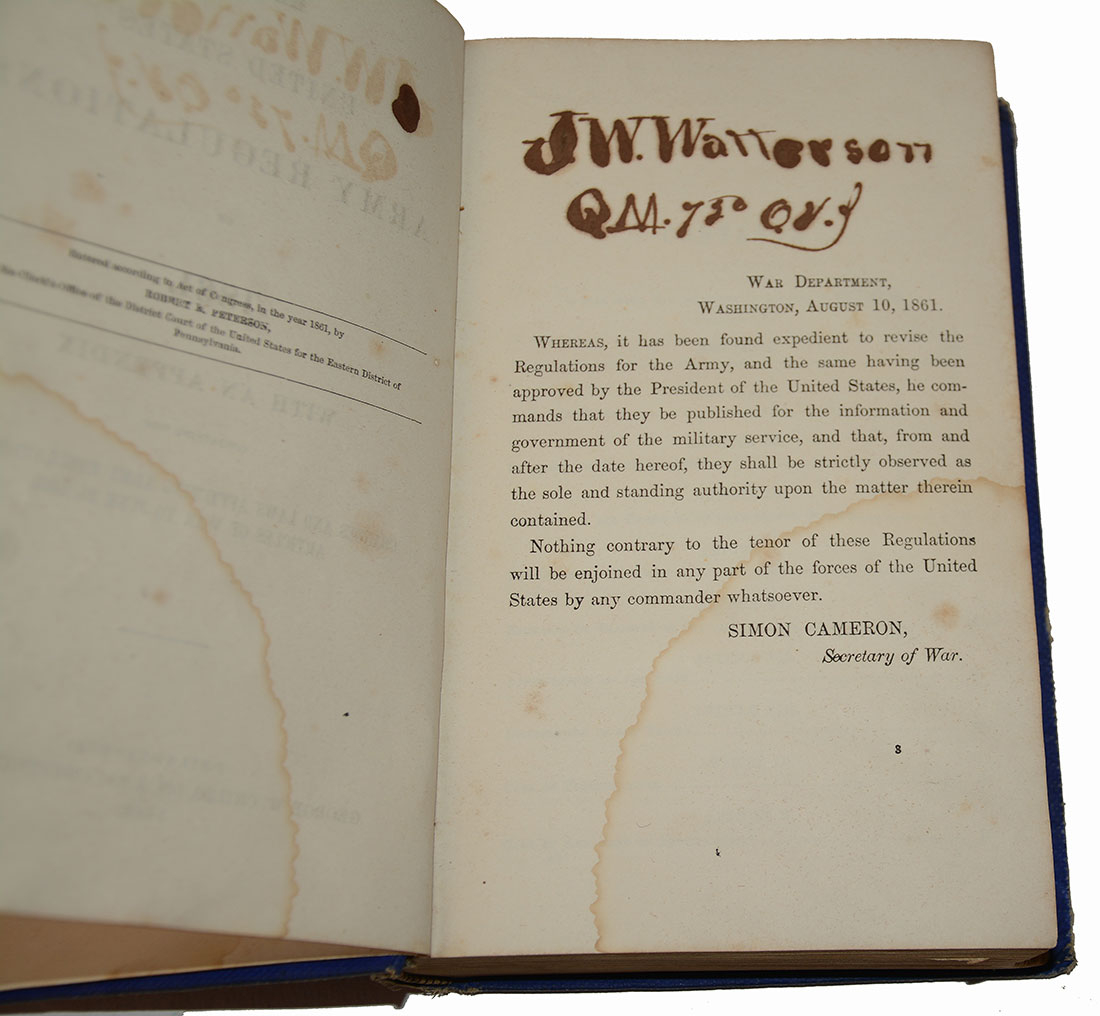 Entered according to Act of Congress, in the year 1861, by
ROBERT E. PETERSON,
Clerk's Office of the District Court of the United States for the Eastern District of
Pennsylvania.
J.W. Watterson
QM. 73º O.V.I
WAR DEPARTMENT,
WASHINGTON, AUGUST 10, 1861.
WHEREAS, it has been found expedient to revise the
Regulations for the Army, and the same having been
approved by the President of the United States, he com-
mands that they be published for the information and
government of the military service, and that, from and
after the date hereof, they shall be strictly observed as
the sole and standing authority upon the matter therein
contained.
Nothing contrary to the tenor of these Regulations
will be enjoined in any part of the forces of the United
States by any commander whatsoever.
SIMON CAMERON,
Secretary of War.
3